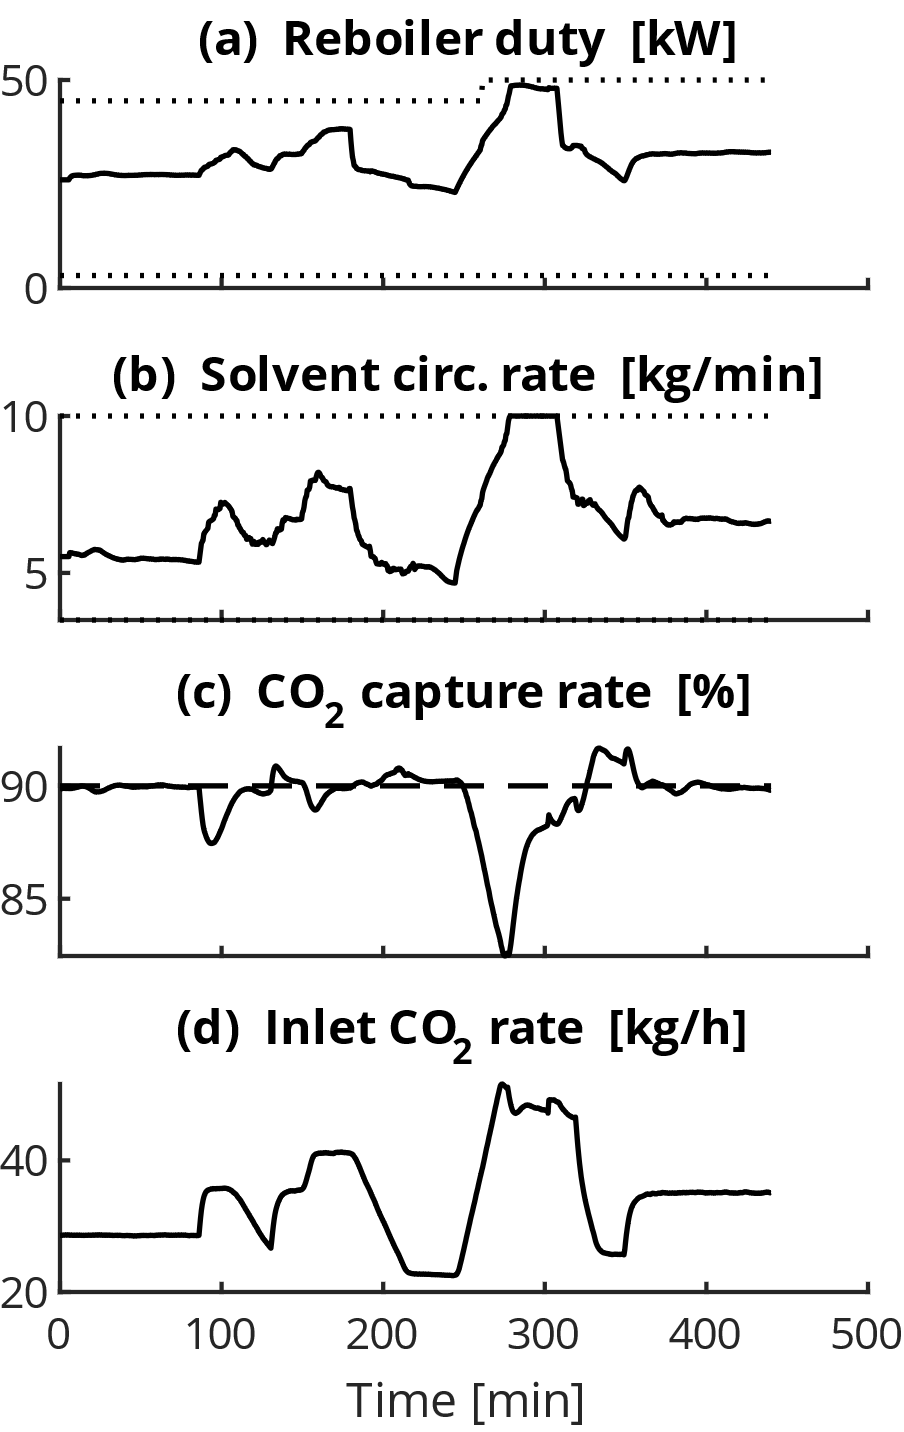 (a) Reboiler duty [kW]
50
0
(b) Solvent circ. rate [kg/min]
10
5
(c) CO₂ capture rate [%]
90
85
(d) Inlet CO₂ rate [kg/h]
40
20
0 100 200 300 400 500
Time [min]